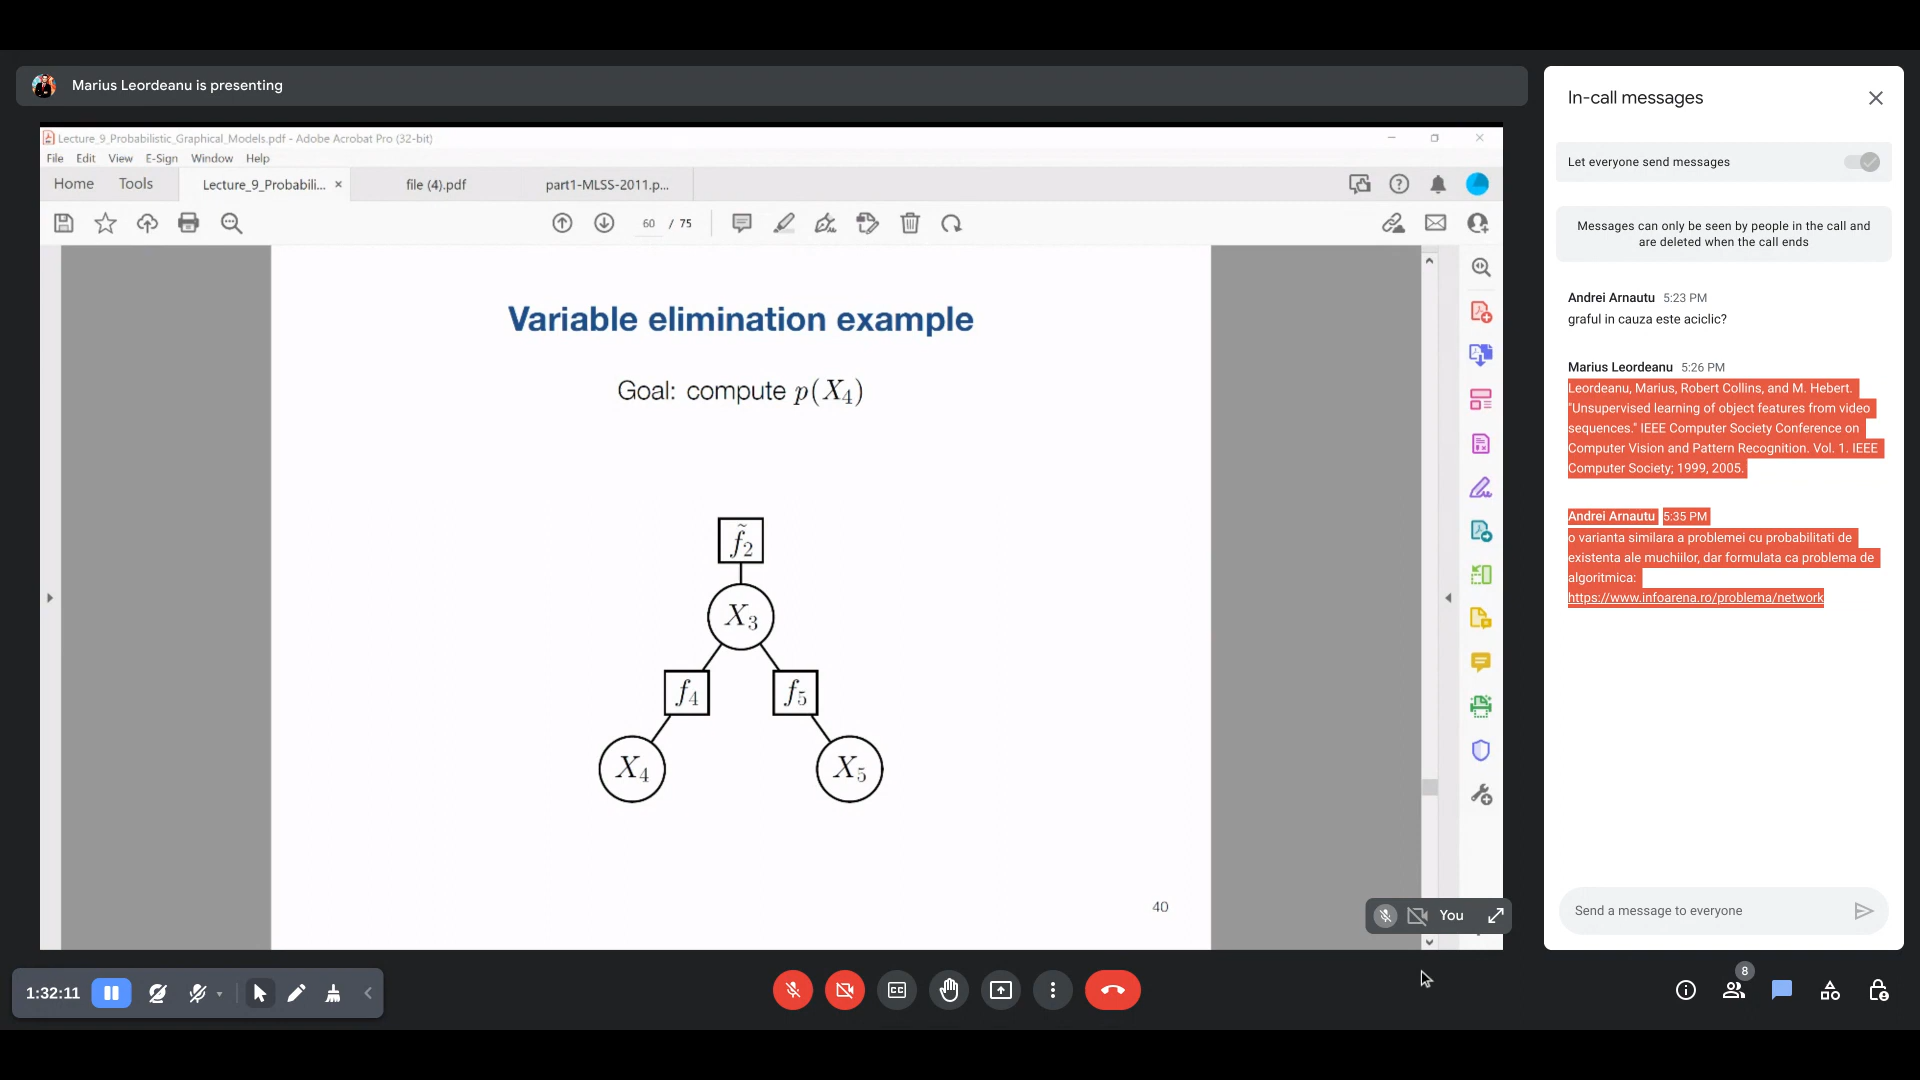 Marius Leordeanu is presenting
Lecture_9_Probabilistic_Graphical_Models.pdf - Adobe Acrobat Pro (32-bit)
File Edit View E-Sign Window Help
Home Tools Lecture_9_Probabili... × file (4).pdf part1-MLSS-2011.p...
60 / 75
Variable elimination example
Goal: compute p(X₄)
f̃₂
X₃
f₄ f₅
X₄ X₅
40
You
1:32:11
In-call messages
Let everyone send messages
Messages can only be seen by people in the call and
are deleted when the call ends
Andrei Arnautu 5:23 PM
graful in cauza este aciclic?
Marius Leordeanu 5:26 PM
Leordeanu, Marius, Robert Collins, and M. Hebert.
"Unsupervised learning of object features from video
sequences." IEEE Computer Society Conference on
Computer Vision and Pattern Recognition. Vol. 1. IEEE
Computer Society; 1999, 2005.
Andrei Arnautu 5:35 PM
o varianta similara a problemei cu probabilitati de
existenta ale muchiilor, dar formulata ca problema de
algoritmica:
https://www.infoarena.ro/problema/network
Send a message to everyone
8